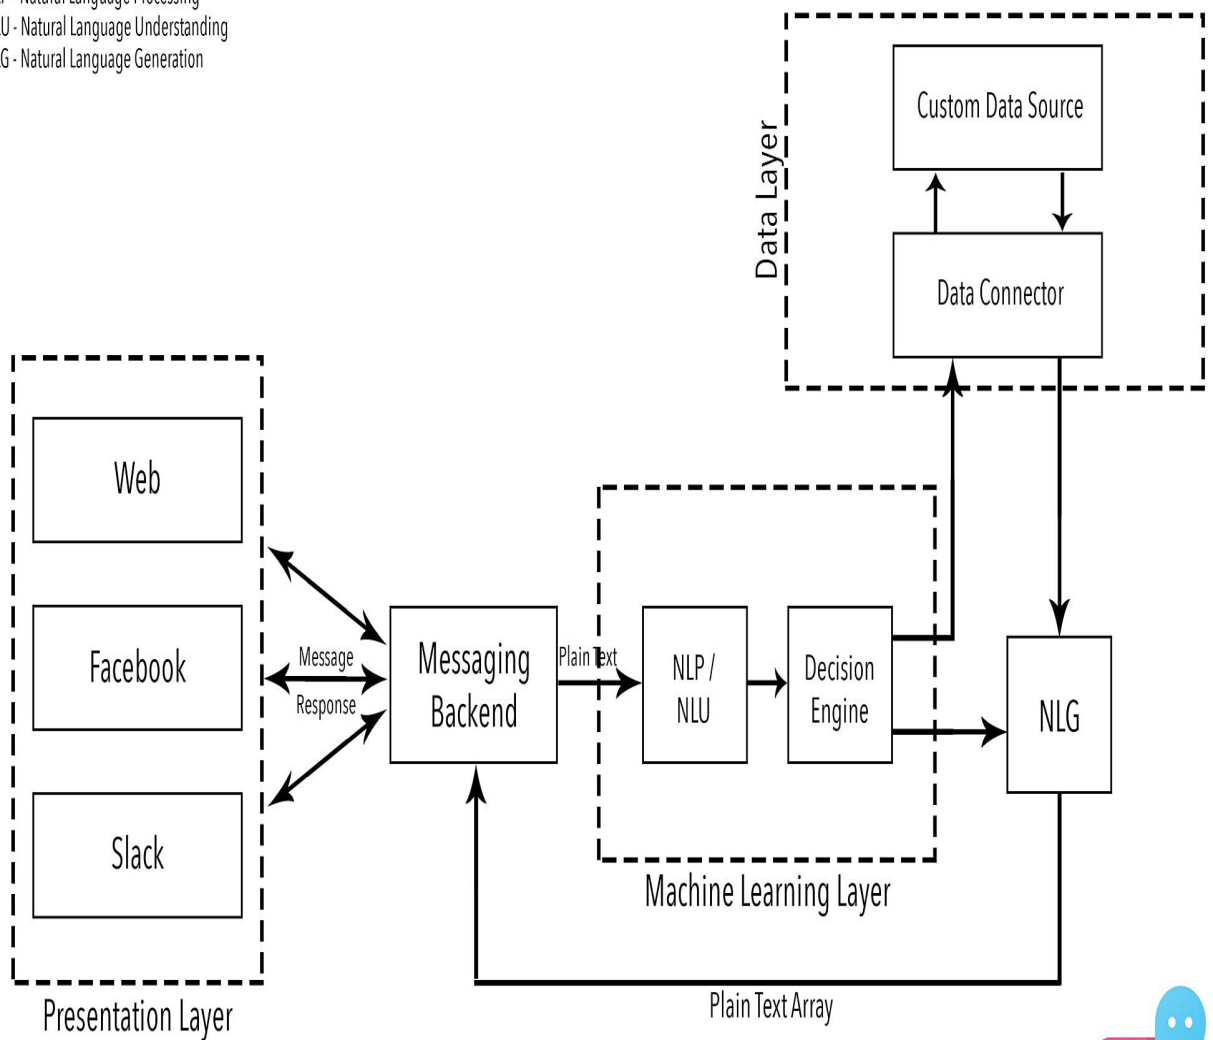 U - Natural Language Understanding
G - Natural Language Generation
Custom Data Source
Data Layer
Data Connector
Web
Facebook
Slack
Presentation Layer
Message
Response
Messaging
Backend
Plain Text
NLP /
NLU
Decision
Engine
NLG
Machine Learning Layer
Plain Text Array